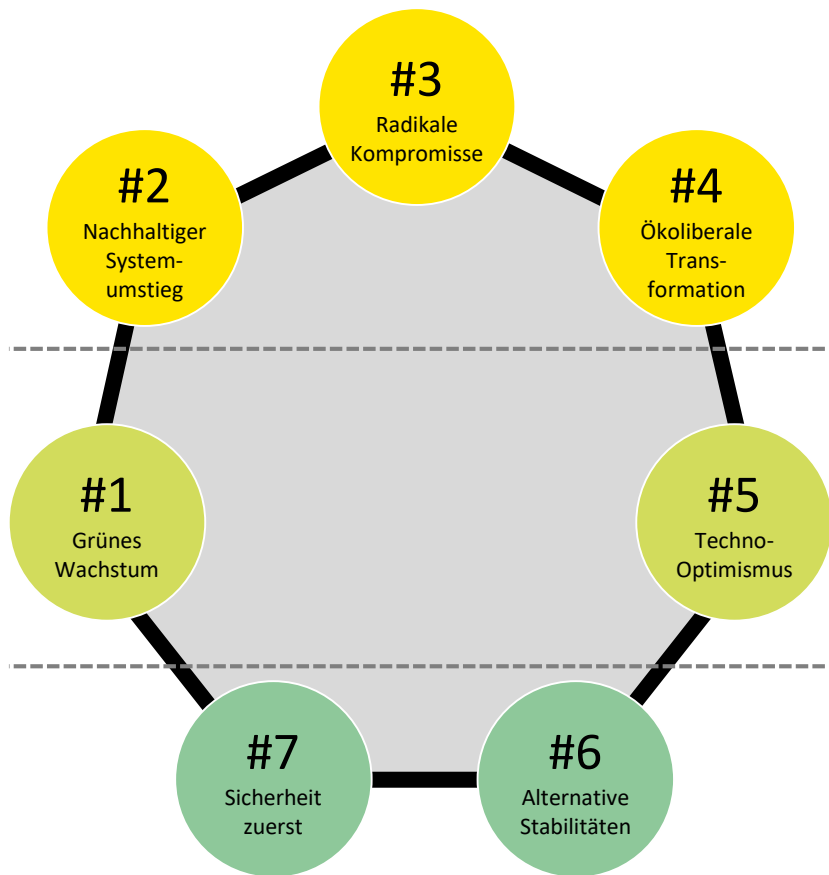 #3
Radikale
Kompromisse
#2
Nachhaltiger
System-
umstieg
#4
Ökoliberale
Trans-
formation
#1
Grünes
Wachstum
#5
Techno-
Optimismus
#7
Sicherheit
zuerst
#6
Alternative
Stabilitäten